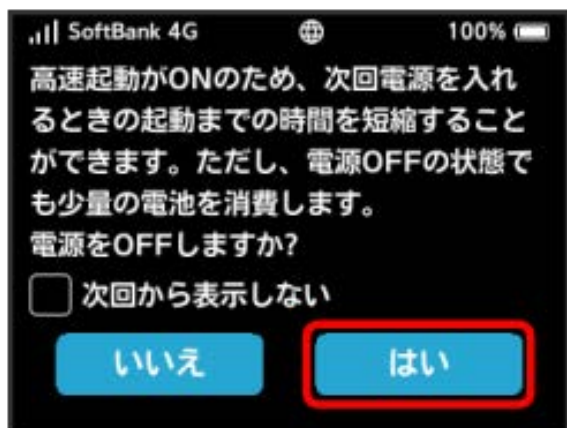 SoftBank 4G 100%
高速起動がONのため、次回電源を入れ
るときの起動までの時間を短縮すること
ができます。ただし、電源OFFの状態で
も少量の電池を消費します。
電源をOFFしますか?
次回から表示しない
いいえ はい